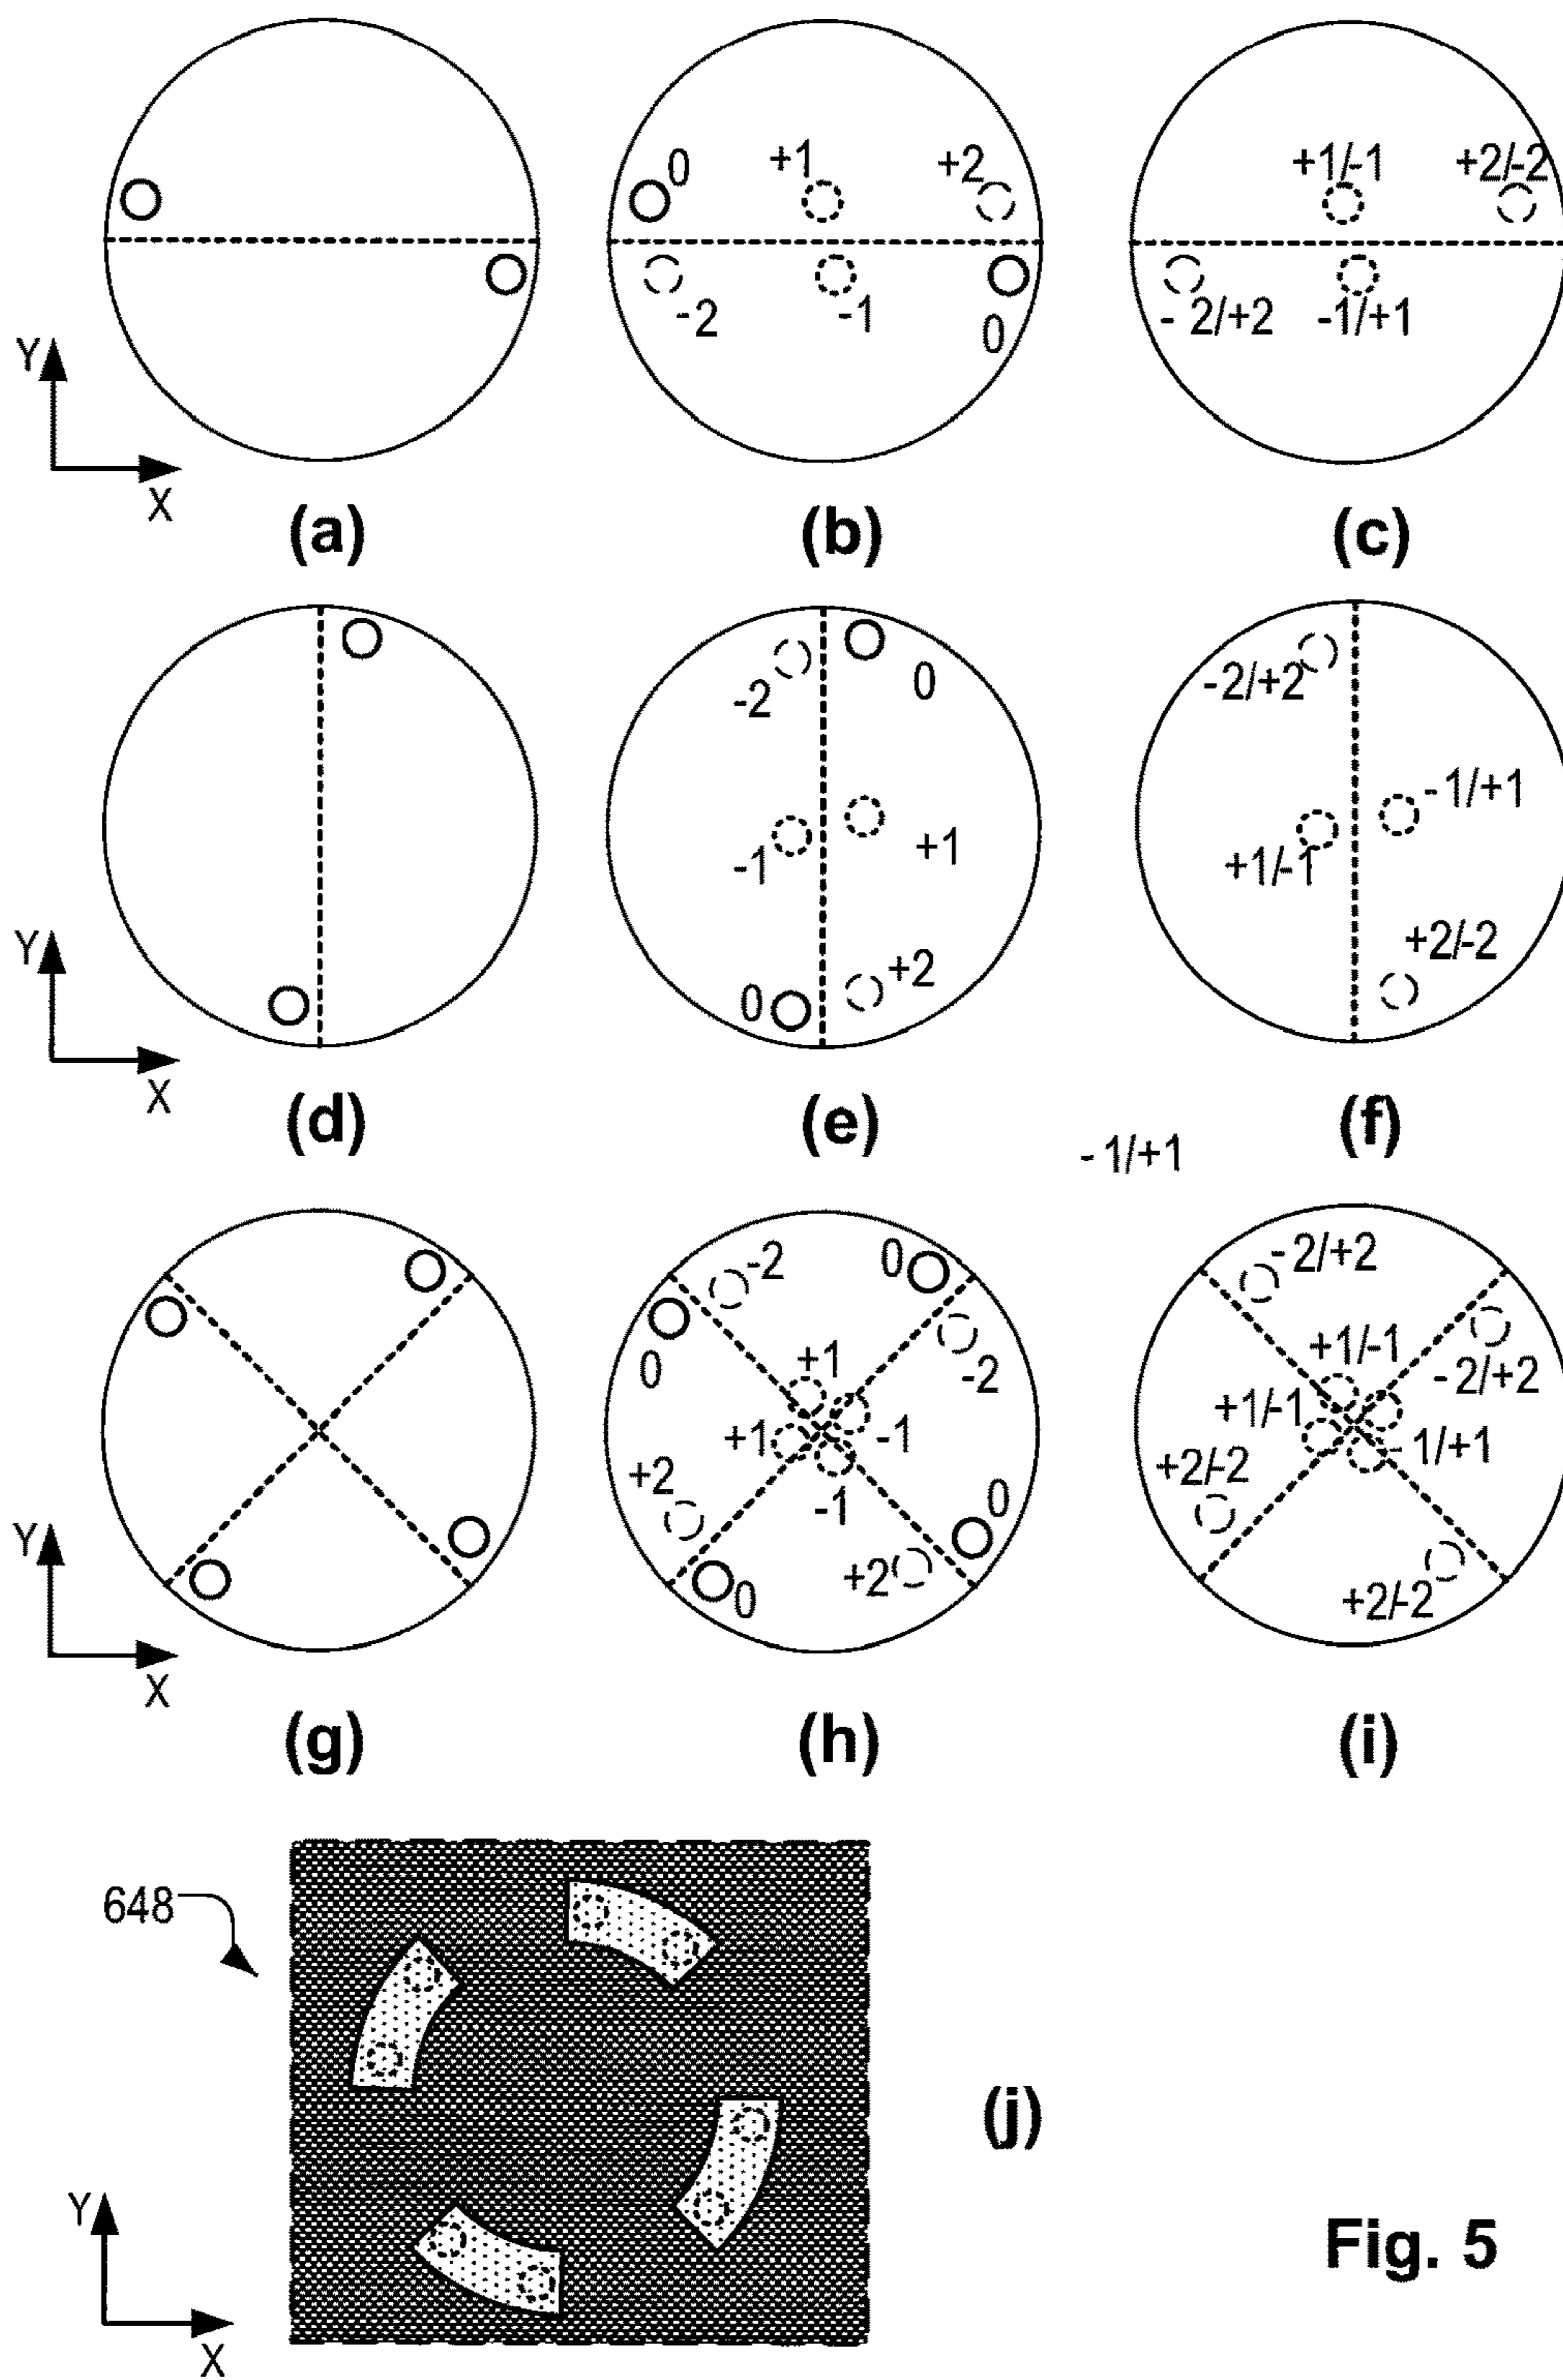 0
+1
+2
-2
-1
0
+1/-1
+2/-2
- 2/+2
-1/+1
Y
X
(a)
(b)
(c)
-2
0
-1
+1
0
+2
-2/+2
- 1/+1
+1/-1
+2/-2
Y
X
(d)
(e)
(f)
- 1/+1
-2
0
0
-2
+1
+1
-1
-1
+2
0
+2
0
- 2/+2
+1/-1
- 2/+2
+1/-1
- 1/+1
+2/-2
+2/-2
Y
X
(g)
(h)
(i)
648
(j)
Y
X
Fig. 5